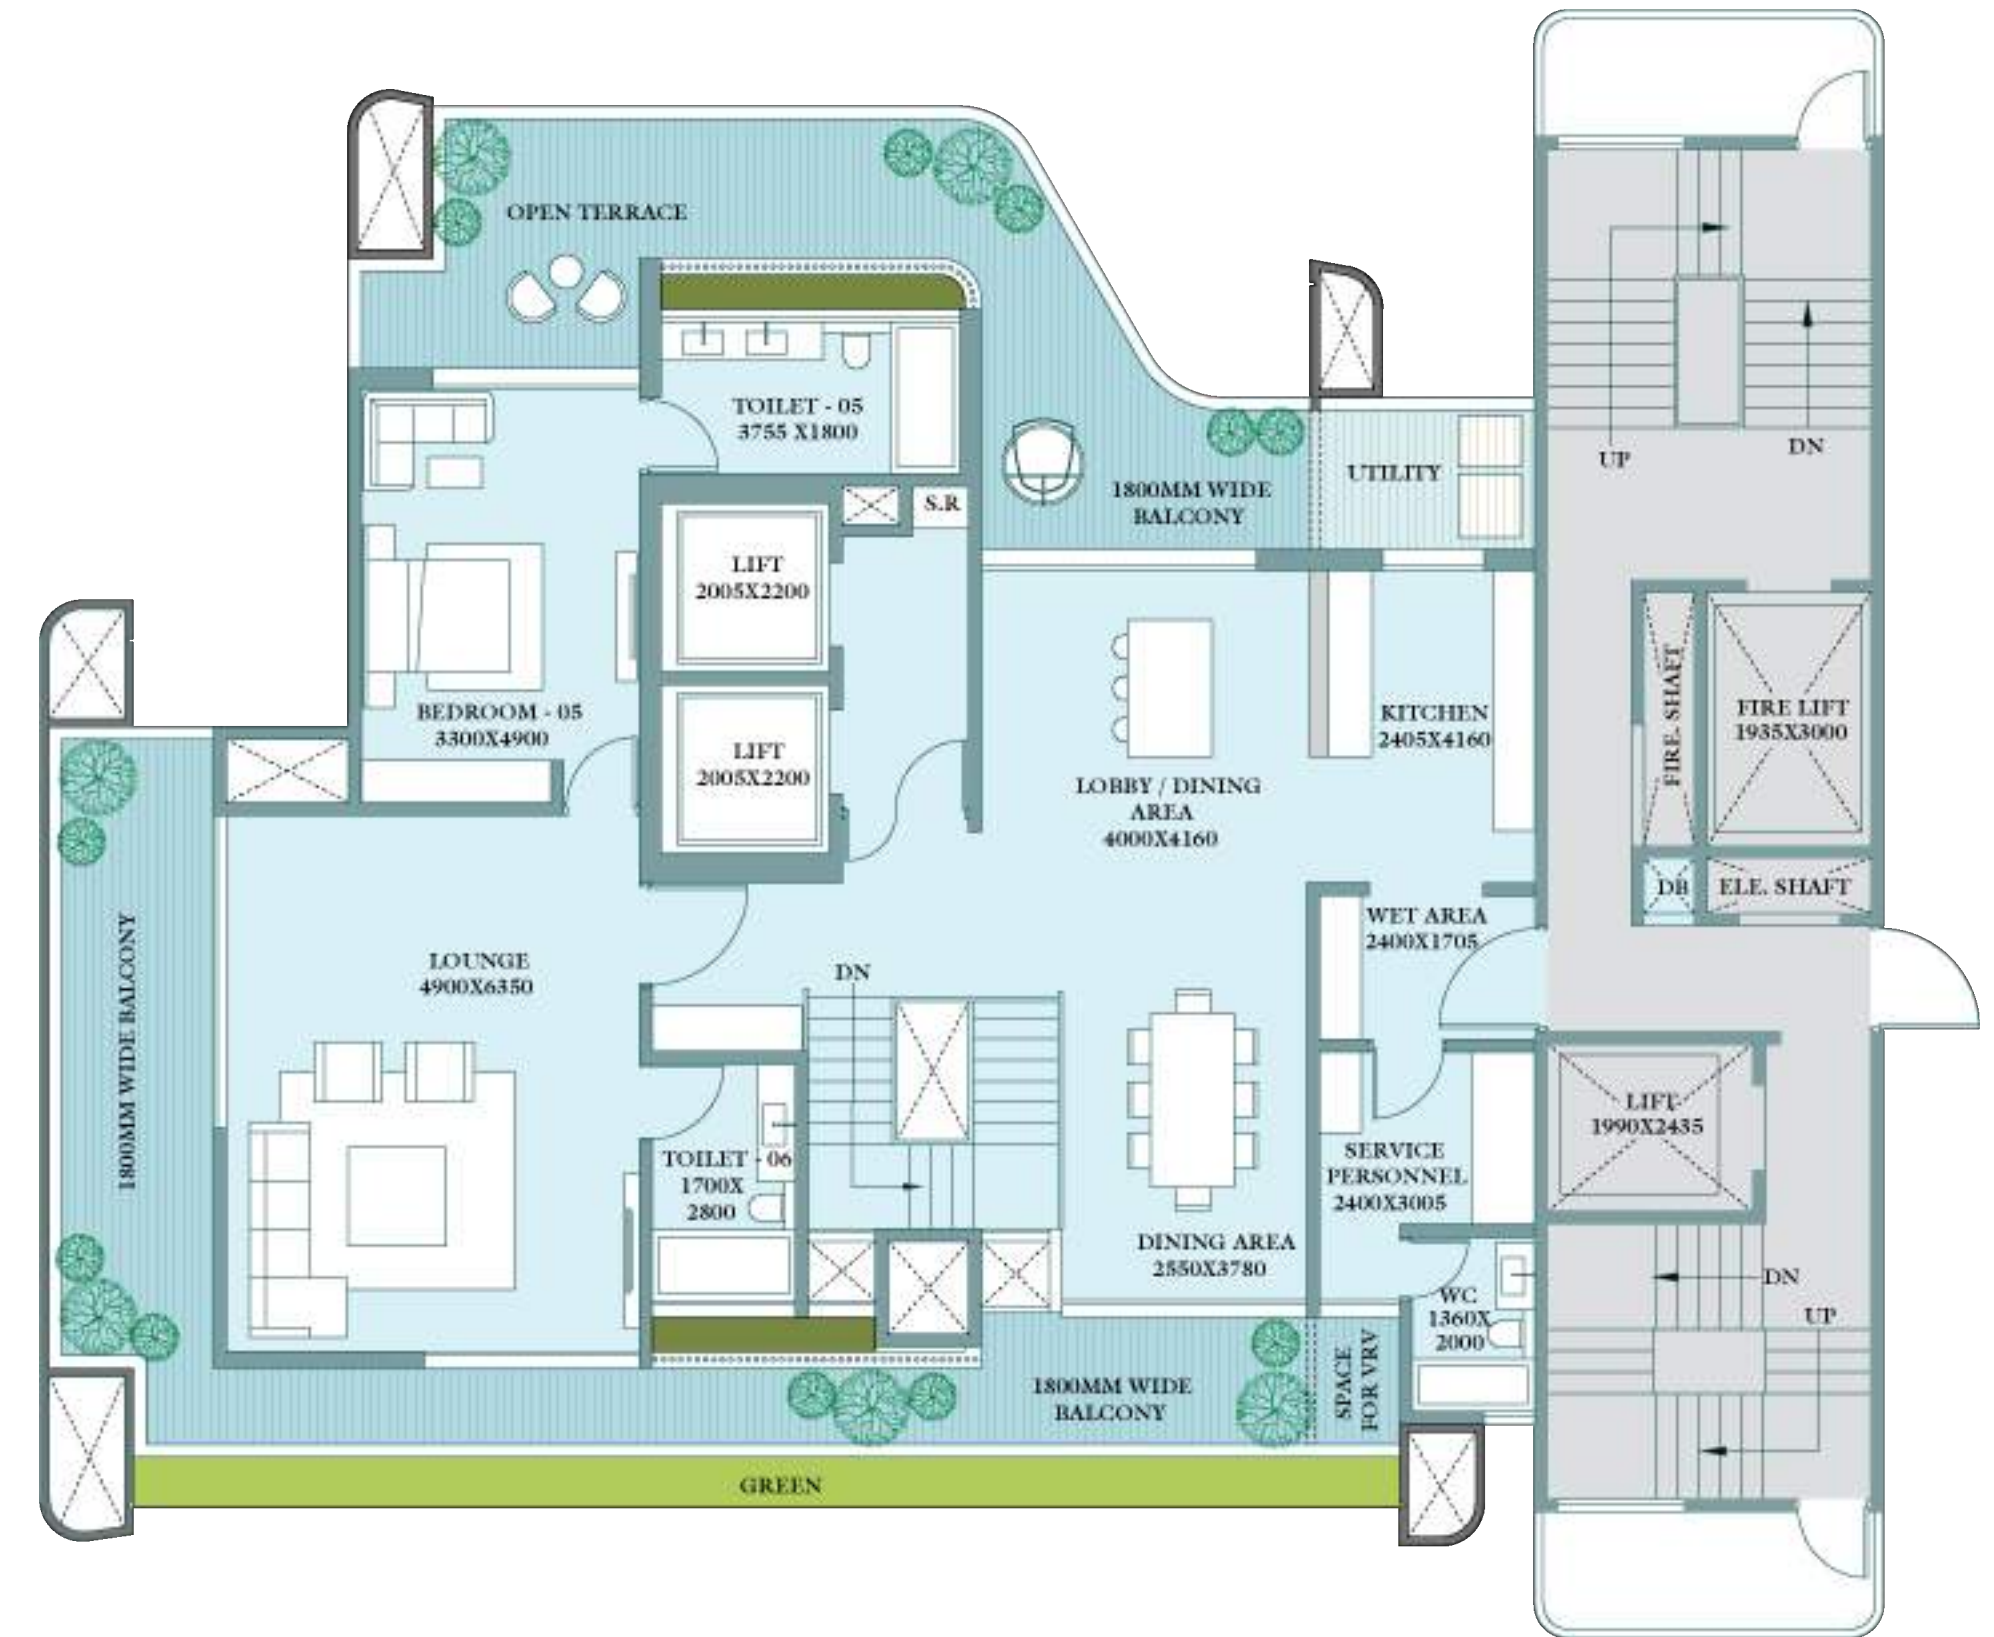 OPEN TERRACE
TOILET - 05
3755 X1800
UP
DN
UTILITY
1800MM WIDE
BALCONY
S.R
LIFT
2005X2200
BEDROOM - 05
3300X4900
LIFT
2005X2200
KITCHEN
2405X4160
FIRE. SHAFT
FIRE LIFT
1935X3000
LOBBY / DINING
AREA
4000X4160
DB
ELE. SHAFT
WET AREA
2400X1705
1800MM WIDE BALCONY
LOUNGE
4900X6350
DN
LIFT
1990X2435
TOILET - 06
1700X
2800
SERVICE
PERSONNEL
2400X3005
DINING AREA
2550X3780
DN
UP
WC
1360X
2000
1800MM WIDE
BALCONY
SPACE
FOR VRV
GREEN